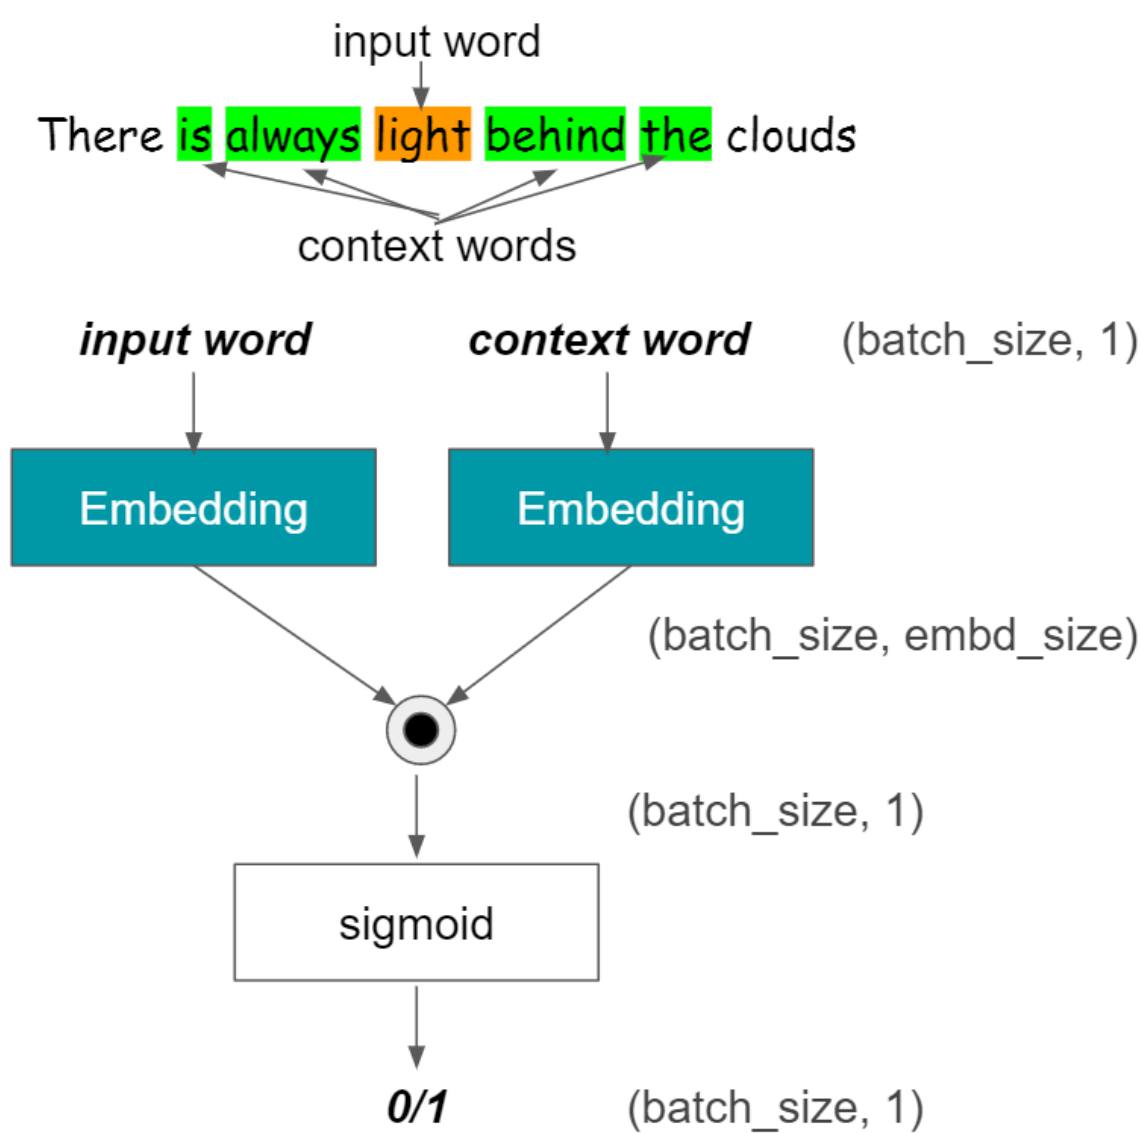 input word
There is always light behind the clouds
context words
input word context word (batch_size, 1)
Embedding Embedding
(batch_size, embd_size)
(batch_size, 1)
sigmoid
0/1 (batch_size, 1)